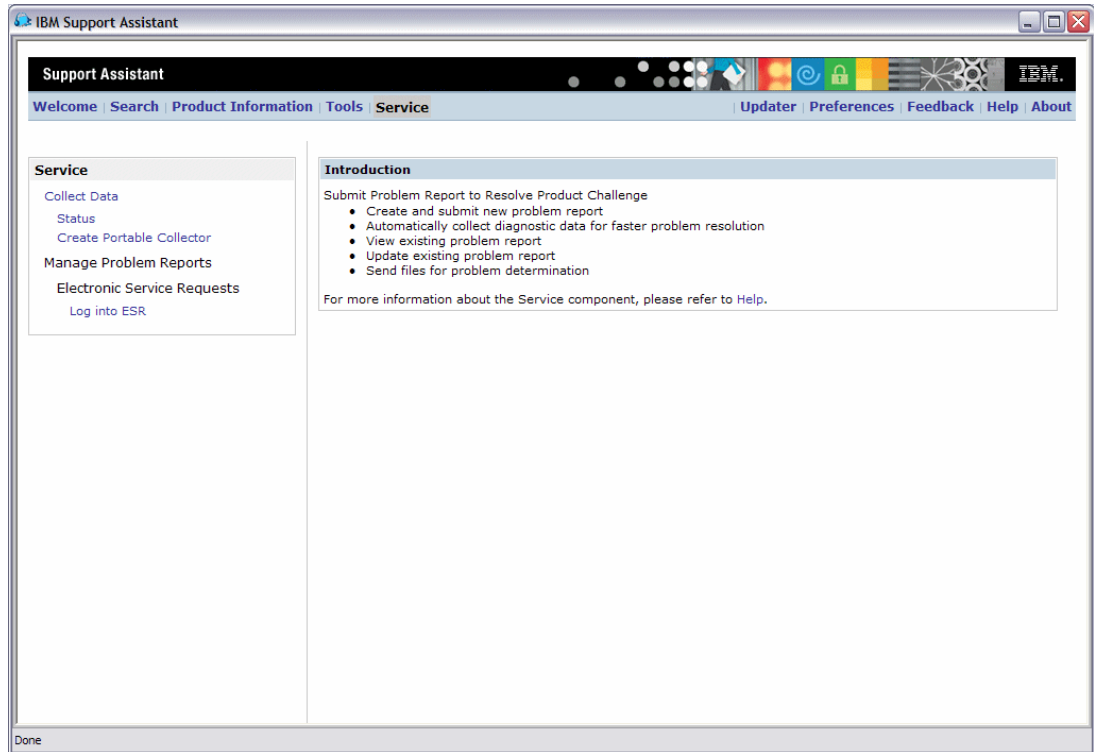 IBM Support Assistant
Support Assistant
IBM.
Welcome | Search | Product Information | Tools | Service | Updater | Preferences | Feedback | Help | About
Service
Collect Data
Status
Create Portable Collector
Manage Problem Reports
Electronic Service Requests
Log into ESR
Introduction
Submit Problem Report to Resolve Product Challenge
• Create and submit new problem report
• Automatically collect diagnostic data for faster problem resolution
• View existing problem report
• Update existing problem report
• Send files for problem determination
For more information about the Service component, please refer to Help.
Done